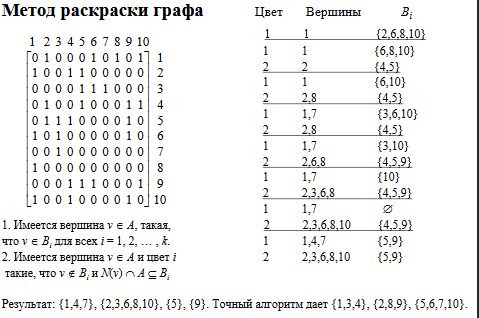 Метод раскраски графа
1 2 3 4 5 6 7 8 9 10
0 1 0 0 0 1 0 1 0 1 1
1 0 0 1 1 0 0 0 0 0 2
0 0 0 0 1 1 1 0 0 0 3
0 1 0 0 1 0 0 0 1 1 4
0 1 1 1 0 0 0 0 1 0 5
1 0 1 0 0 0 0 0 1 0 6
0 0 1 0 0 0 0 0 0 0 7
1 0 0 0 0 0 0 0 0 0 8
0 0 0 1 1 1 0 0 0 1 9
1 0 0 1 0 0 0 0 1 0 10
1. Имеется вершина v ∈ A, такая,
что v ∈ Bi для всех i = 1, 2, … , k.
2. Имеется вершина v ∈ A и цвет i
такие, что v ∉ Bi и N(v) ∩ A ⊆ Bi
Цвет Вершины Bi
1 1 {2,6,8,10}
1 1 {6,8,10}
2 2 {4,5}
1 1 {6,10}
2 2,8 {4,5}
1 1,7 {3,6,10}
2 2,8 {4,5}
1 1,7 {3,10}
2 2,6,8 {4,5,9}
1 1,7 {10}
2 2,3,6,8 {4,5,9}
1 1,7 ∅
2 2,3,6,8,10 {4,5,9}
1 1,4,7 {5,9}
2 2,3,6,8,10 {5,9}
Результат: {1,4,7}, {2,3,6,8,10}, {5}, {9}. Точный алгоритм дает {1,3,4}, {2,8,9}, {5,6,7,10}.